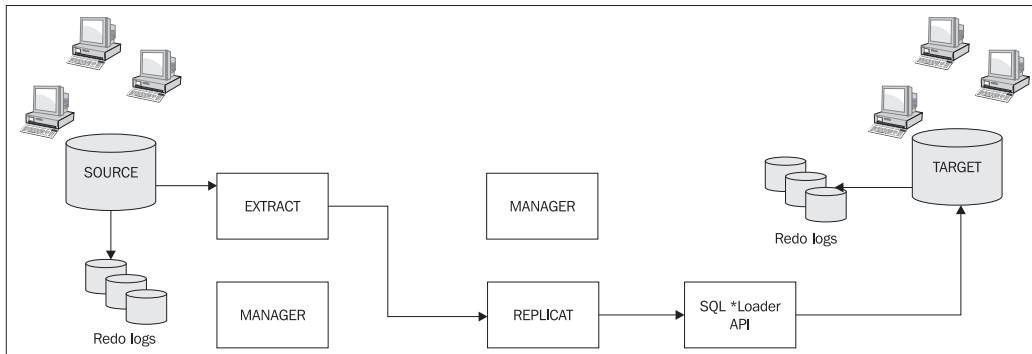 SOURCE
EXTRACT
MANAGER
Redo logs
MANAGER
REPLICAT
SQL *Loader
API
Redo logs
TARGET